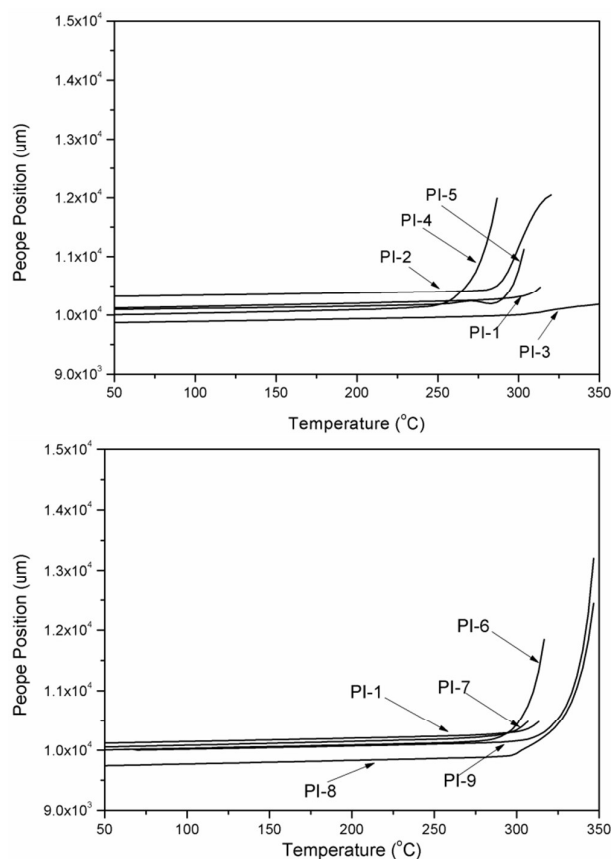 1.5x10⁴
1.4x10⁴
1.3x10⁴
1.2x10⁴
1.1x10⁴
1.0x10⁴
9.0x10³
Peope Position (um)
PI-5
PI-4
PI-2
PI-1
PI-3
50 100 150 200 250 300 350
Temperature (°C)
1.5x10⁴
1.4x10⁴
1.3x10⁴
1.2x10⁴
1.1x10⁴
1.0x10⁴
9.0x10³
Peope Position (um)
PI-6
PI-7
PI-1
PI-9
PI-8
50 100 150 200 250 300 350
Temperature (°C)